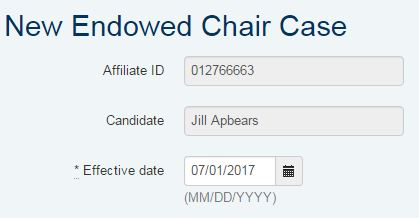 New Endowed Chair Case
Affiliate ID 012766663
Candidate Jill Apbears
* Effective date 07/01/2017
(MM/DD/YYYY)